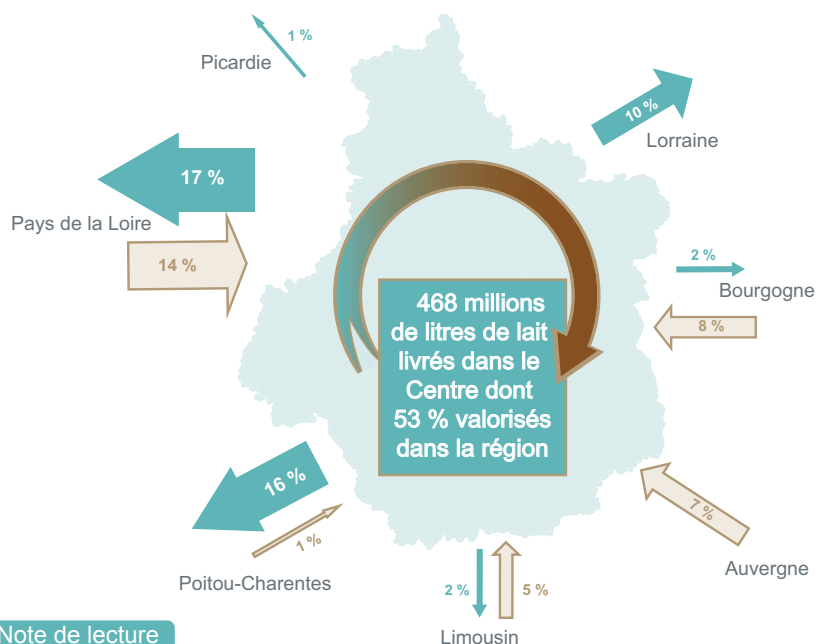 1 %
Picardie
10 %
Lorraine
17 %
Pays de la Loire
14 %
2 %
Bourgogne
8 %
468 millions
de litres de lait
livrés dans le
Centre dont
53 % valorisés
dans la région
16 %
1 %
Poitou-Charentes
7 %
Auvergne
2 %
5 %
Limousin
Note de lecture